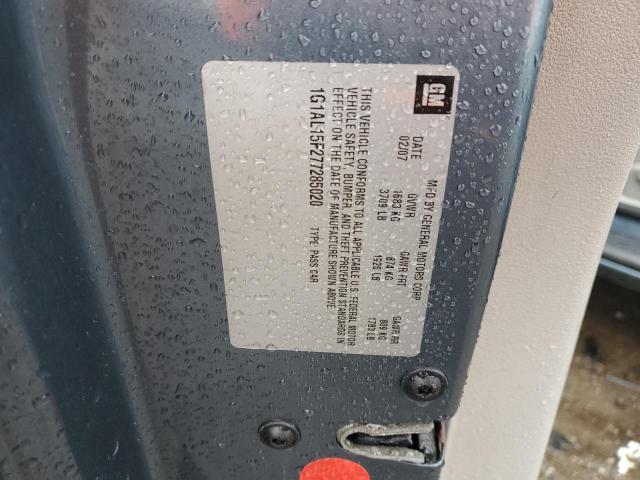 GM
MFD BY GENERAL MOTORS CORP
DATE GVWR GAWR FRT GAWR RR
02/07 1683 KG 874 KG 809 KG
3709 LB 1926 LB 1783 LB
THIS VEHICLE CONFORMS TO ALL APPLICABLE U.S. FEDERAL MOTOR
VEHICLE SAFETY, BUMPER, AND THEFT PREVENTION STANDARDS IN
EFFECT ON THE DATE OF MANUFACTURE SHOWN ABOVE.
1G1AL15F277285020 TYPE: PASS CAR